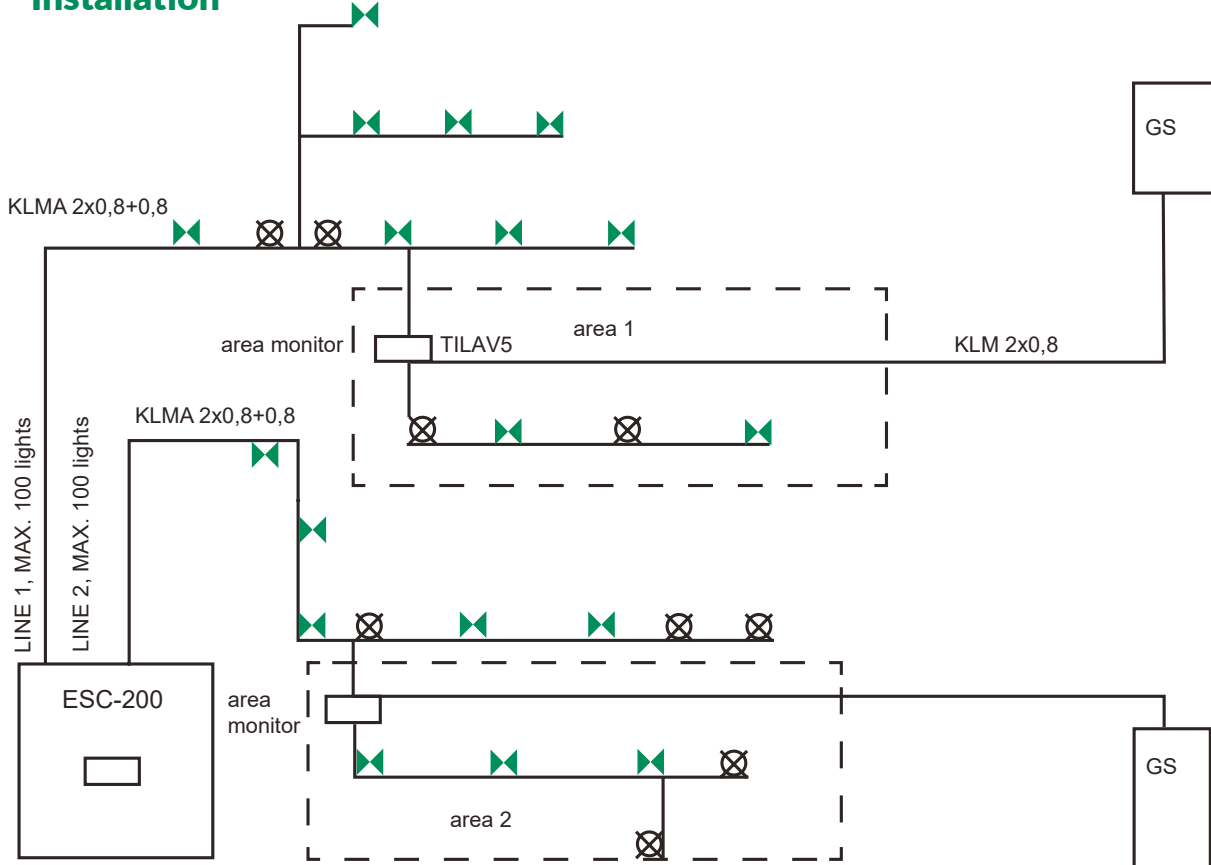 Installation
GS
KLMA 2x0,8+0,8
area 1
area monitor
TILAV5
KLM 2x0,8
KLMA 2x0,8+0,8
LINE 1, MAX. 100 lights
LINE 2, MAX. 100 lights
ESC-200
area
monitor
GS
area 2